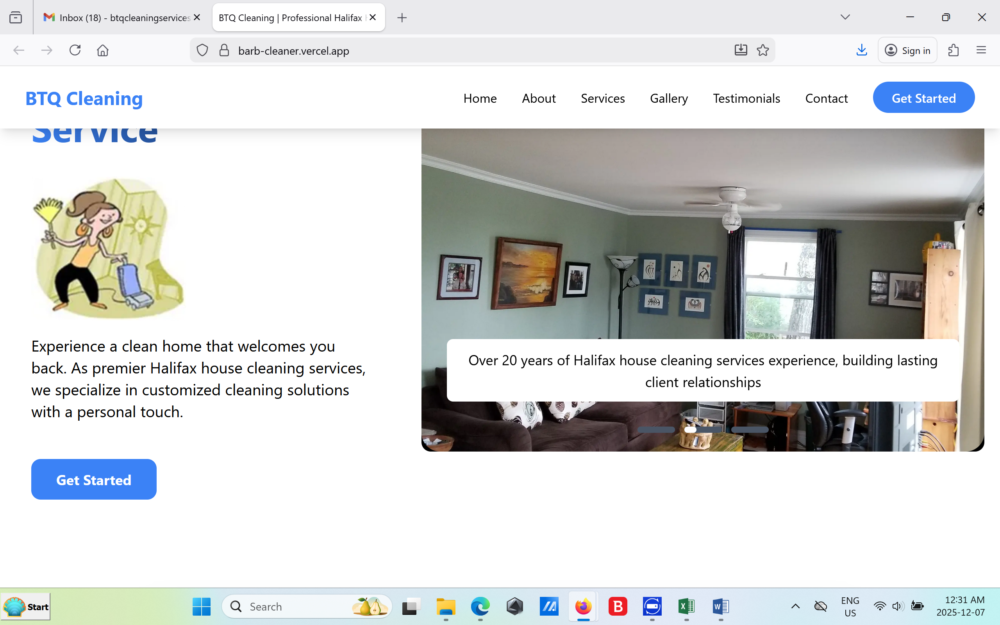 Inbox (18) - btqcleaningservices
BTQ Cleaning | Professional Halifax
barb-cleaner.vercel.app
Sign in
BTQ Cleaning
Home
About
Services
Gallery
Testimonials
Contact
Get Started
Service
Experience a clean home that welcomes you
back. As premier Halifax house cleaning services,
we specialize in customized cleaning solutions
with a personal touch.
Get Started
Over 20 years of Halifax house cleaning services experience, building lasting
client relationships
Start
Search
B
X
W
ENG
US
12:31 AM
2025-12-07